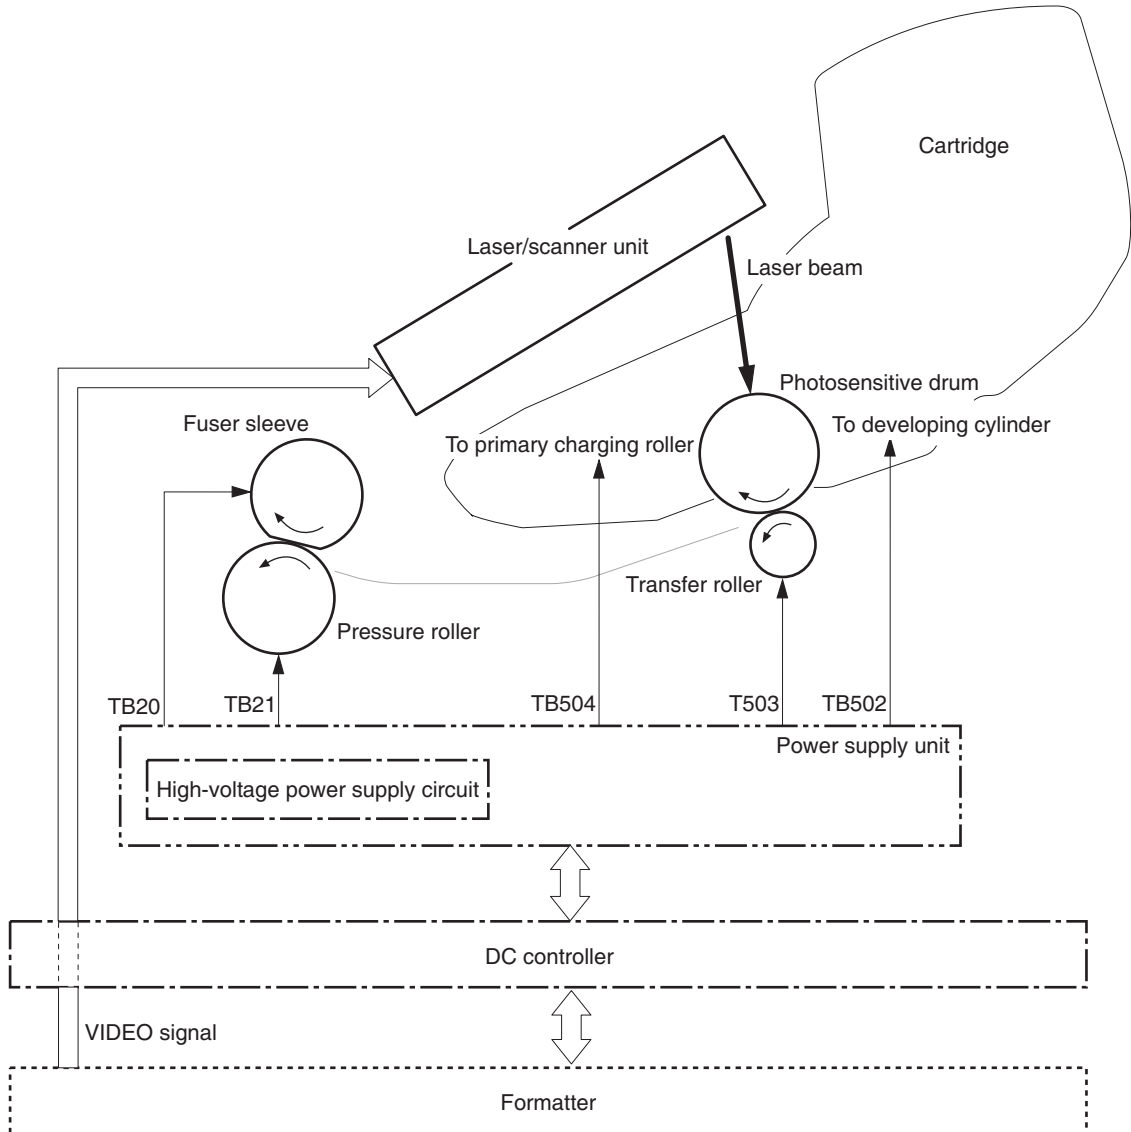 Cartridge
Laser/scanner unit
Laser beam
Photosensitive drum
Fuser sleeve
To developing cylinder
To primary charging roller
Transfer roller
Pressure roller
TB20
TB21
TB504
T503
TB502
Power supply unit
High-voltage power supply circuit
DC controller
VIDEO signal
Formatter